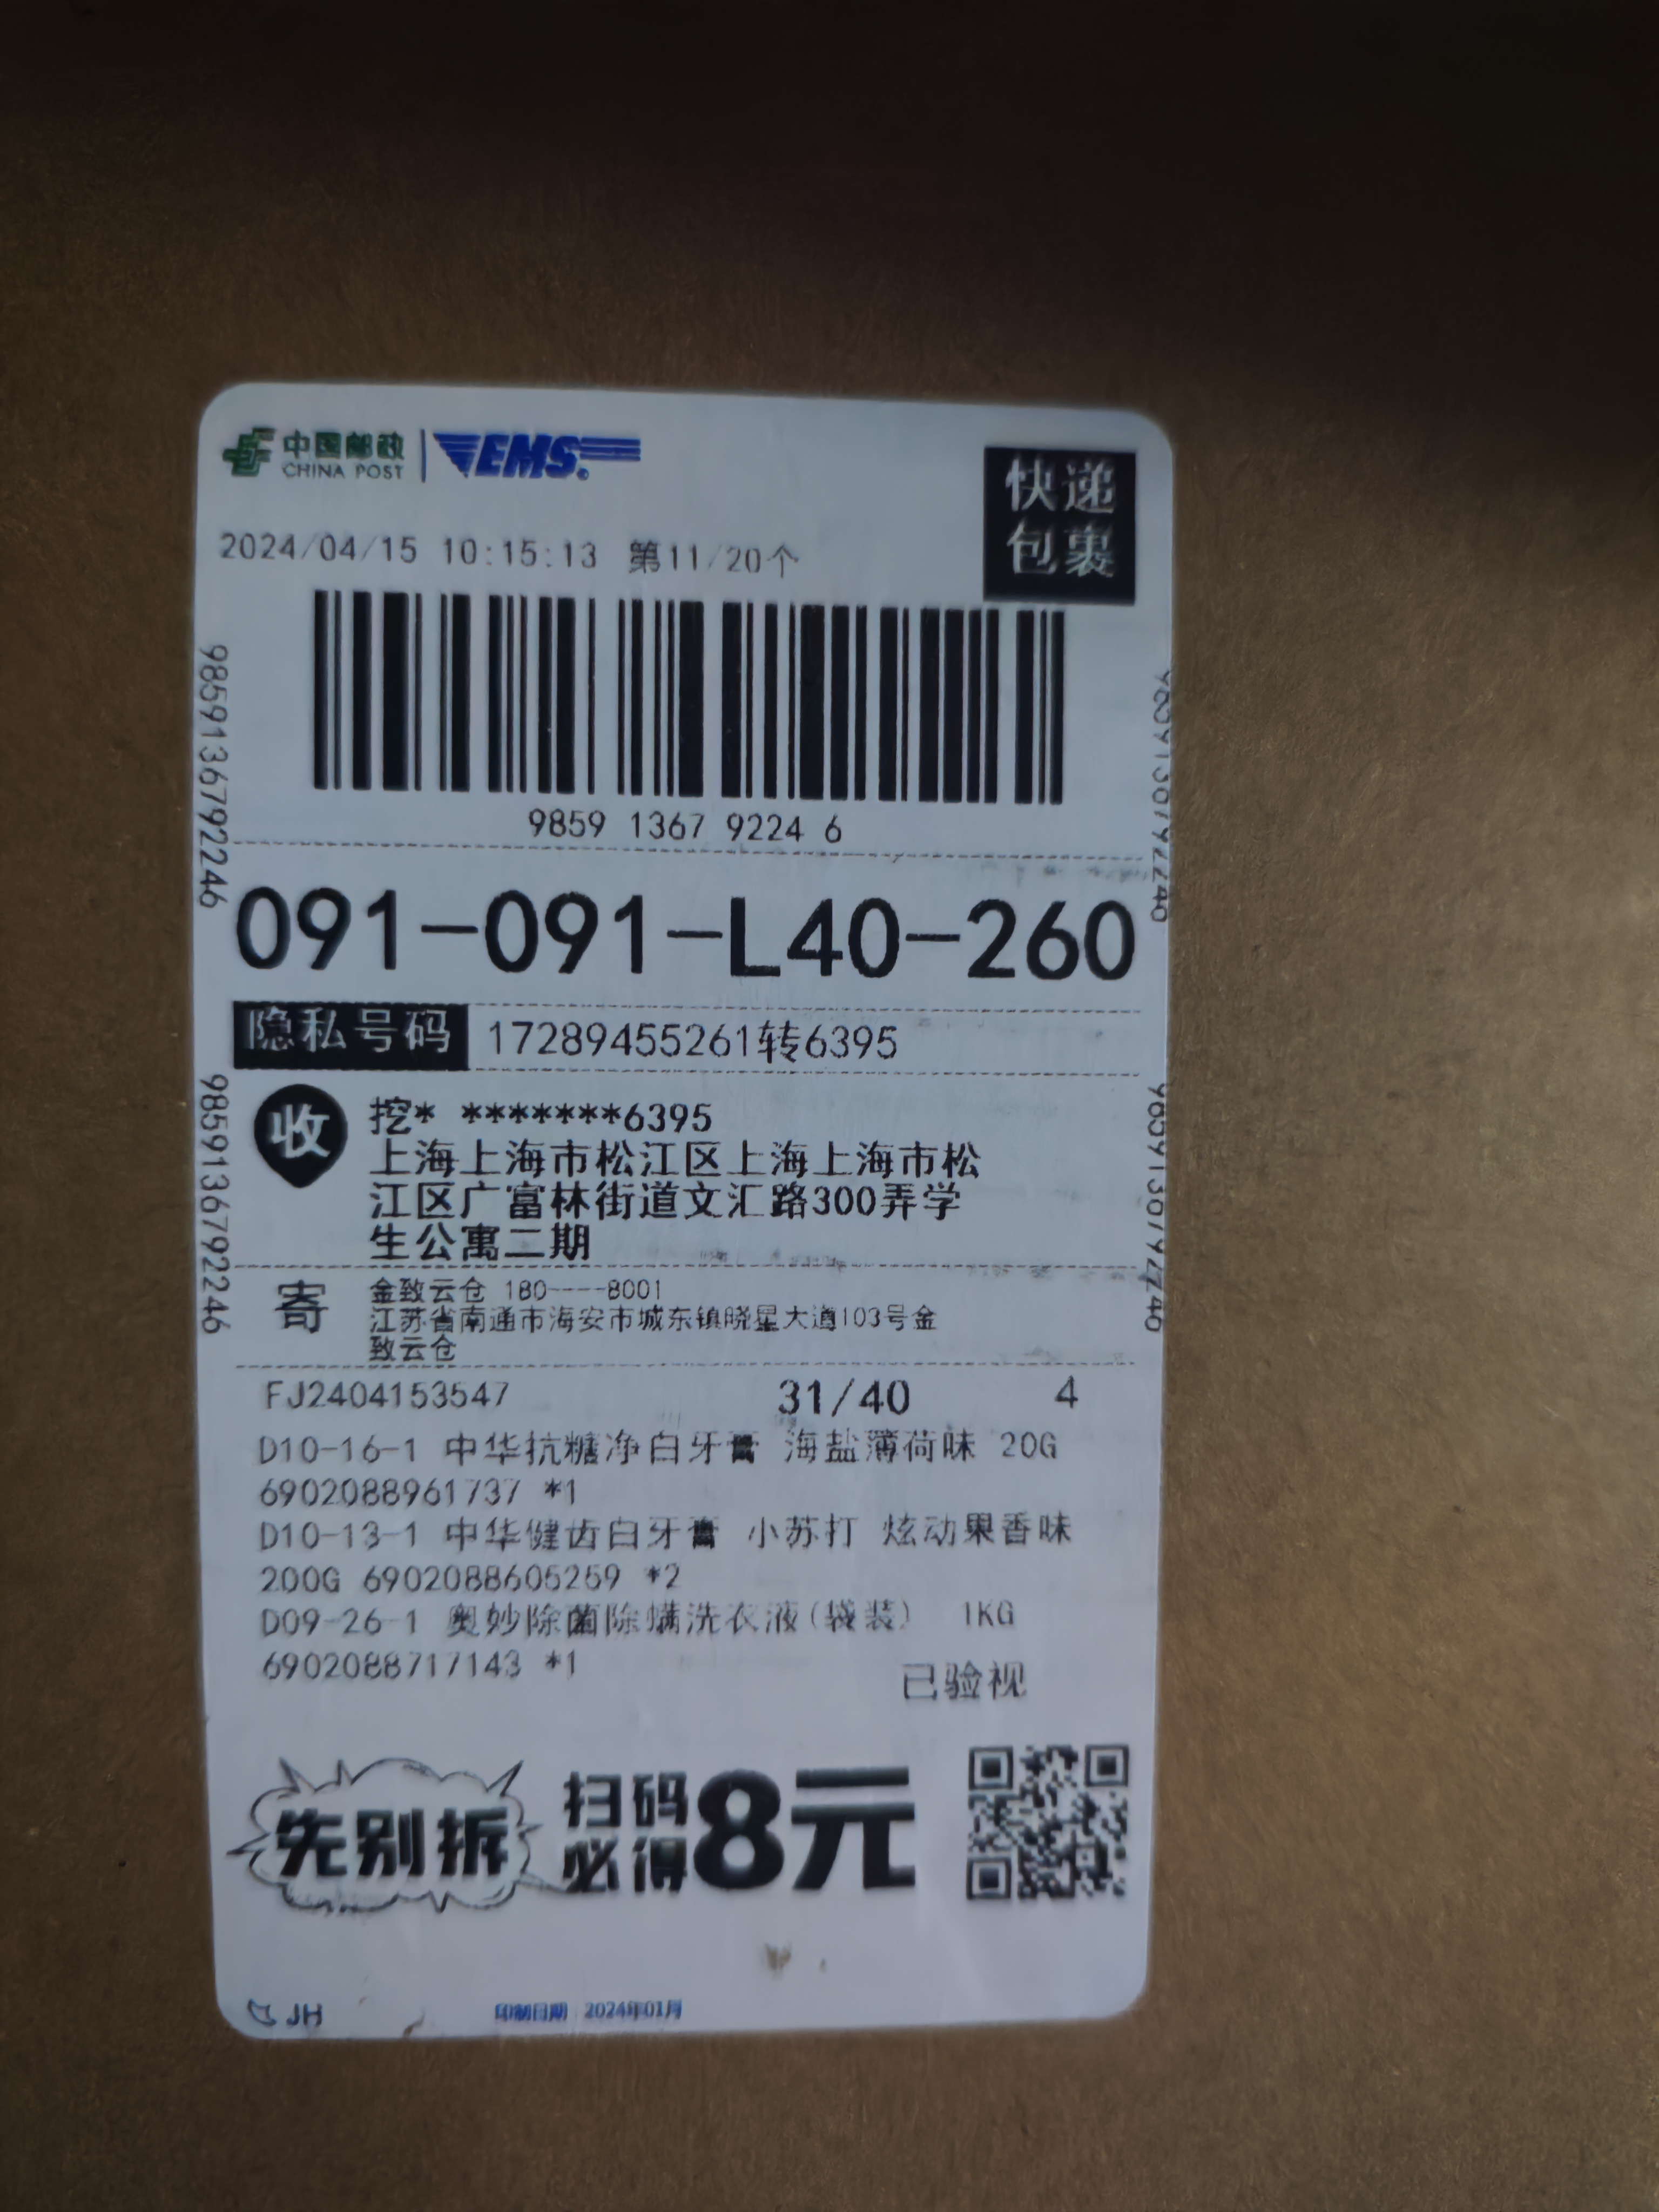 中国邮政
CHINA POST
EMS
快递
包裹
2024/04/15 10:15:13 第11/20个
9859 1367 9224 6
9859136792246
091-091-L40-260
隐私号码 17289455261转6395
收
挖* *******6395
上海上海市松江区上海上海市松
江区广富林街道文汇路300弄学
生公寓二期
9859136792246
寄
金致云仓 180----8001
江苏省南通市海安市城东镇晓星大道103号金
致云仓
FJ2404153547 31/40 4
D10-16-1 中华抗糖净白牙膏 海盐薄荷味 20G
6902088961737 *1
D10-13-1 中华健齿白牙膏 小苏打 炫动果香味
200G 6902088605259 *2
D09-26-1 奥妙除菌除螨洗衣液(袋装) 1KG
6902088717143 *1
已验视
先别拆
扫码
必得
8元
JH
印制日期 2024年01月